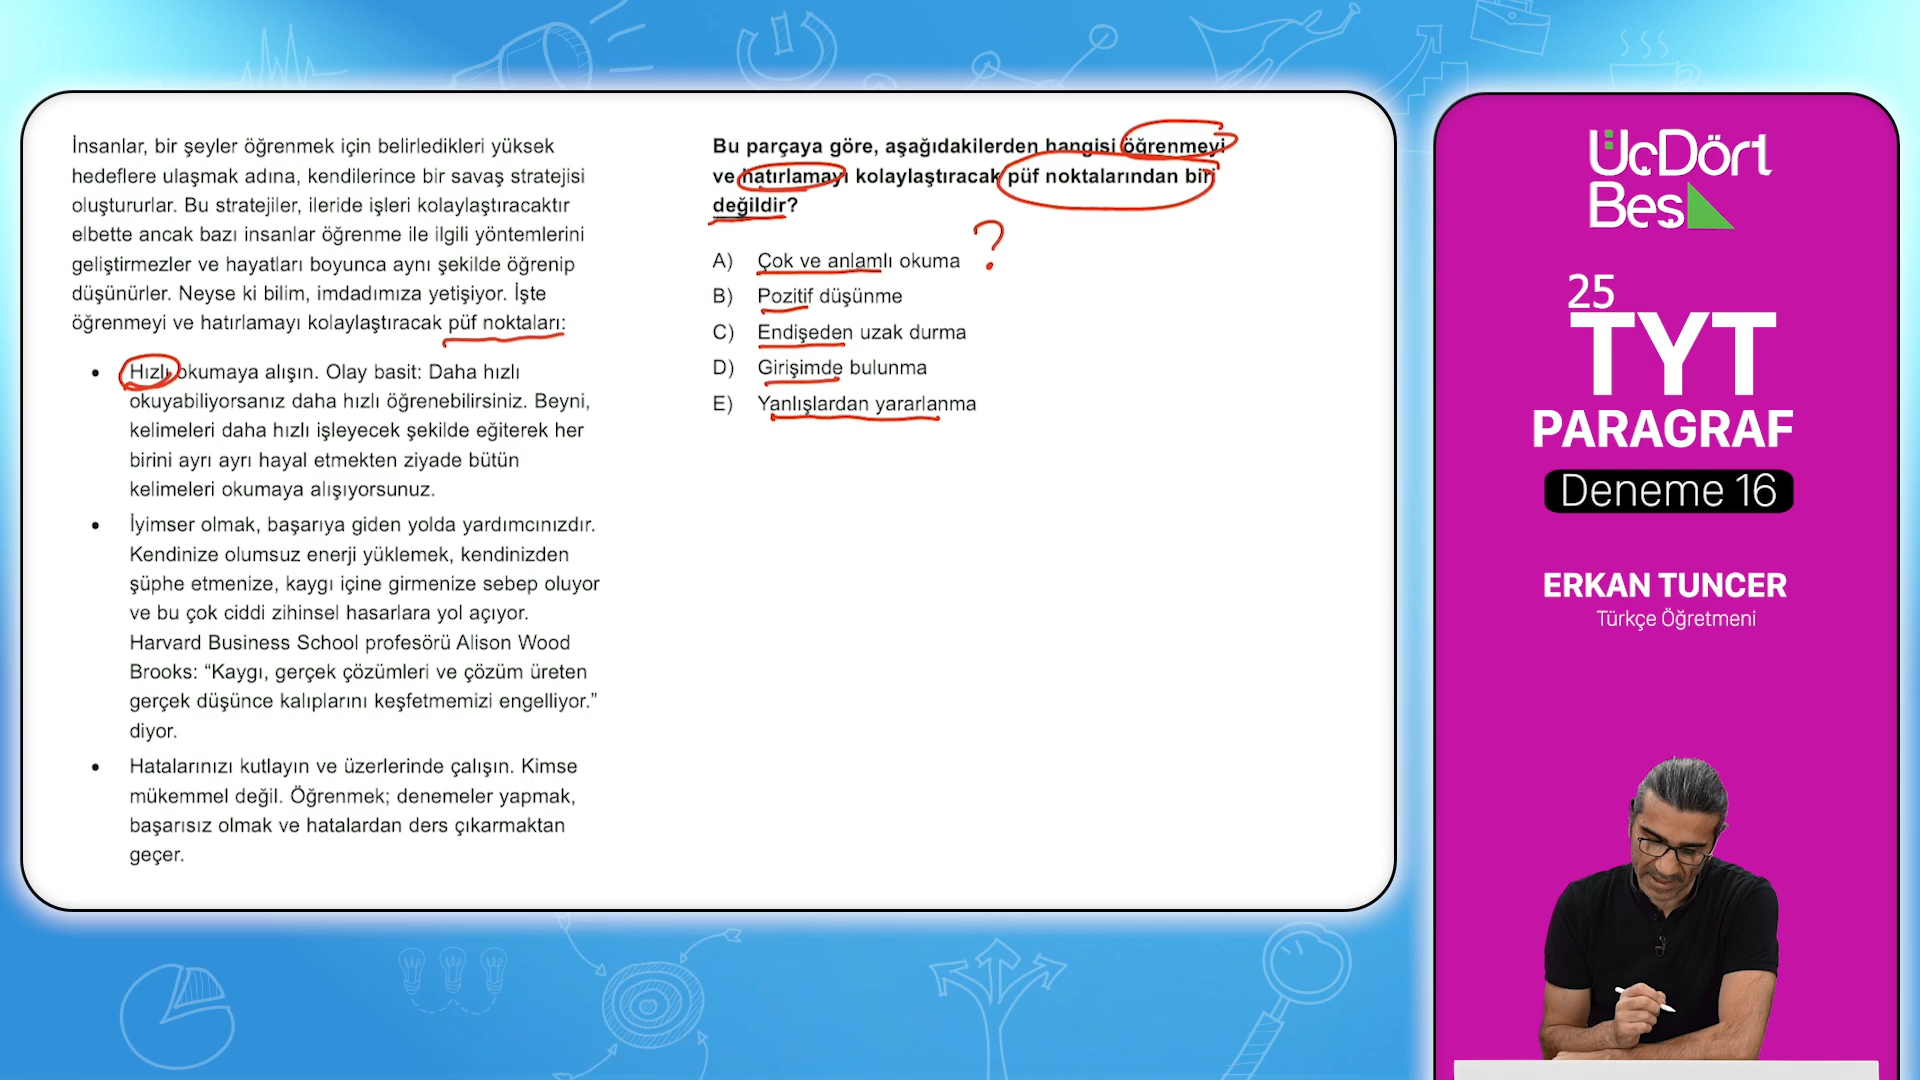 İnsanlar, bir şeyler öğrenmek için belirledikleri yüksek
hedeflere ulaşmak adına, kendilerince bir savaş stratejisi
oluştururlar. Bu stratejiler, ileride işleri kolaylaştıracaktır
elbette ancak bazı insanlar öğrenme ile ilgili yöntemlerini
geliştirmezler ve hayatları boyunca aynı şekilde öğrenip
düşünürler. Neyse ki bilim, imdadımıza yetişiyor. İşte
öğrenmeyi ve hatırlamayı kolaylaştıracak püf noktaları:
• Hızlı okumaya alışın. Olay basit: Daha hızlı
okuyabiliyorsanız daha hızlı öğrenebilirsiniz. Beyni,
kelimeleri daha hızlı işleyecek şekilde eğiterek her
birini ayrı ayrı hayal etmekten ziyade bütün
kelimeleri okumaya alışıyorsunuz.
• İyimser olmak, başarıya giden yolda yardımcınızdır.
Kendinize olumsuz enerji yüklemek, kendinizden
şüphe etmenize, kaygı içine girmenize sebep oluyor
ve bu çok ciddi zihinsel hasarlara yol açıyor.
Harvard Business School profesörü Alison Wood
Brooks: “Kaygı, gerçek çözümleri ve çözüm üreten
gerçek düşünce kalıplarını keşfetmemizi engelliyor.”
diyor.
• Hatalarınızı kutlayın ve üzerlerinde çalışın. Kimse
mükemmel değil. Öğrenmek; denemeler yapmak,
başarısız olmak ve hatalardan ders çıkarmaktan
geçer.
Bu parçaya göre, aşağıdakilerden hangisi öğrenmeyi
ve hatırlamayı kolaylaştıracak püf noktalarından biri
değildir?
A) Çok ve anlamlı okuma ?
B) Pozitif düşünme
C) Endişeden uzak durma
D) Girişimde bulunma
E) Yanlışlardan yararlanma
ÜçDört
Beş
25
TYT
PARAGRAF
Deneme 16
ERKAN TUNCER
Türkçe Öğretmeni